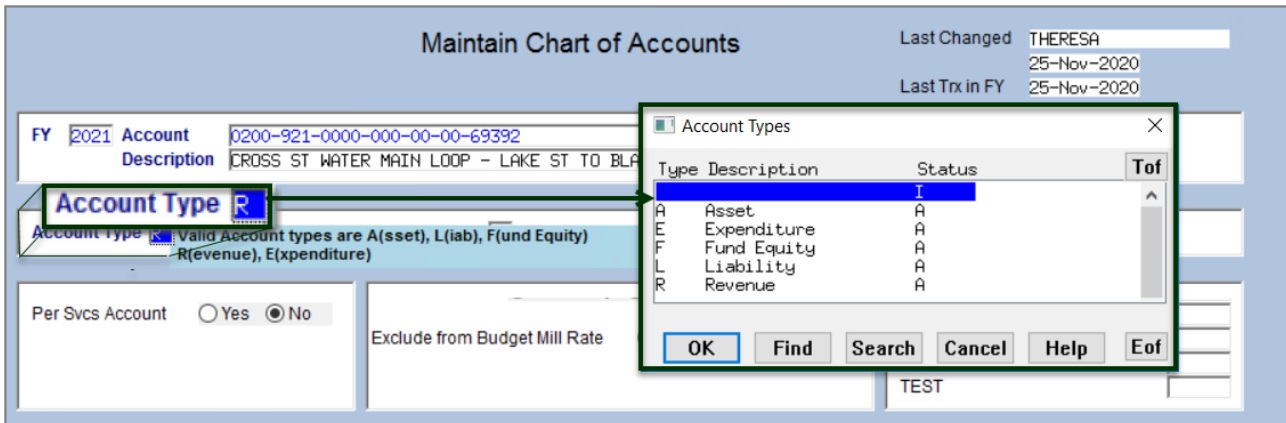 Maintain Chart of Accounts
Last Changed THERESA
25-Nov-2020
Last Trx in FY 25-Nov-2020
FY 2021 Account 0200-921-0000-000-00-00-69392
Description CROSS ST WATER MAIN LOOP - LAKE ST TO
Account Type R
Account Type R Valid Account types are A(sset), L(iab), F(und Equity)
R(evenue), E(xpenditure)
Per Svcs Account Yes No
Exclude from Budget Mill Rate
TEST
Account Types
Type Description Status
Tof
I
A Asset A
E Expenditure A
F Fund Equity A
L Liability A
R Revenue A
OK Find Search Cancel Help Eof